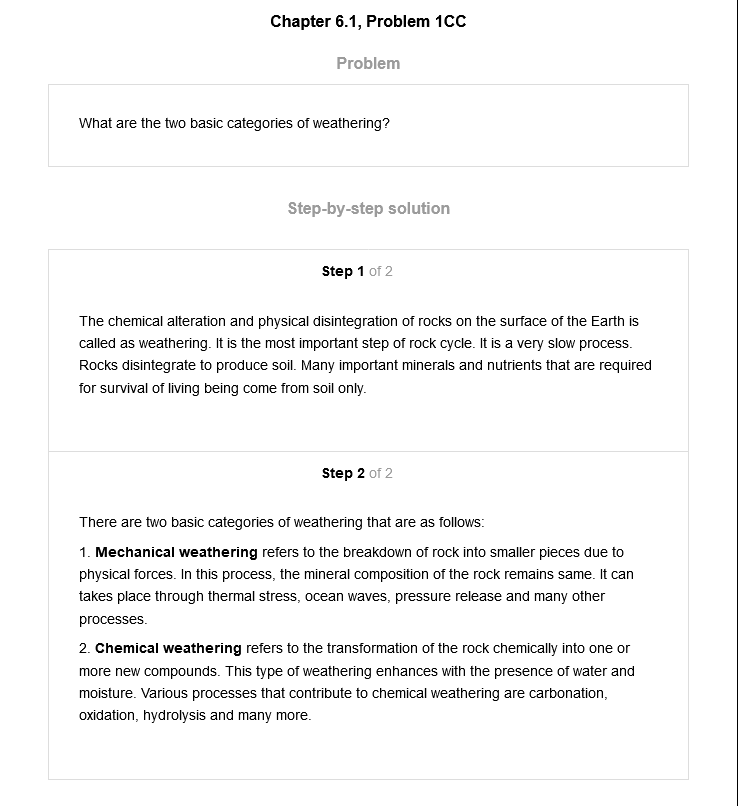 Chapter 6.1, Problem 1CC
Problem
What are the two basic categories of weathering?
Step-by-step solution
Step 1 of 2
The chemical alteration and physical disintegration of rocks on the surface of the Earth is
called as weathering. It is the most important step of rock cycle. It is a very slow process.
Rocks disintegrate to produce soil. Many important minerals and nutrients that are required
for survival of living being come from soil only.
Step 2 of 2
There are two basic categories of weathering that are as follows:
1. Mechanical weathering refers to the breakdown of rock into smaller pieces due to
physical forces. In this process, the mineral composition of the rock remains same. It can
takes place through thermal stress, ocean waves, pressure release and many other
processes.
2. Chemical weathering refers to the transformation of the rock chemically into one or
more new compounds. This type of weathering enhances with the presence of water and
moisture. Various processes that contribute to chemical weathering are carbonation,
oxidation, hydrolysis and many more.